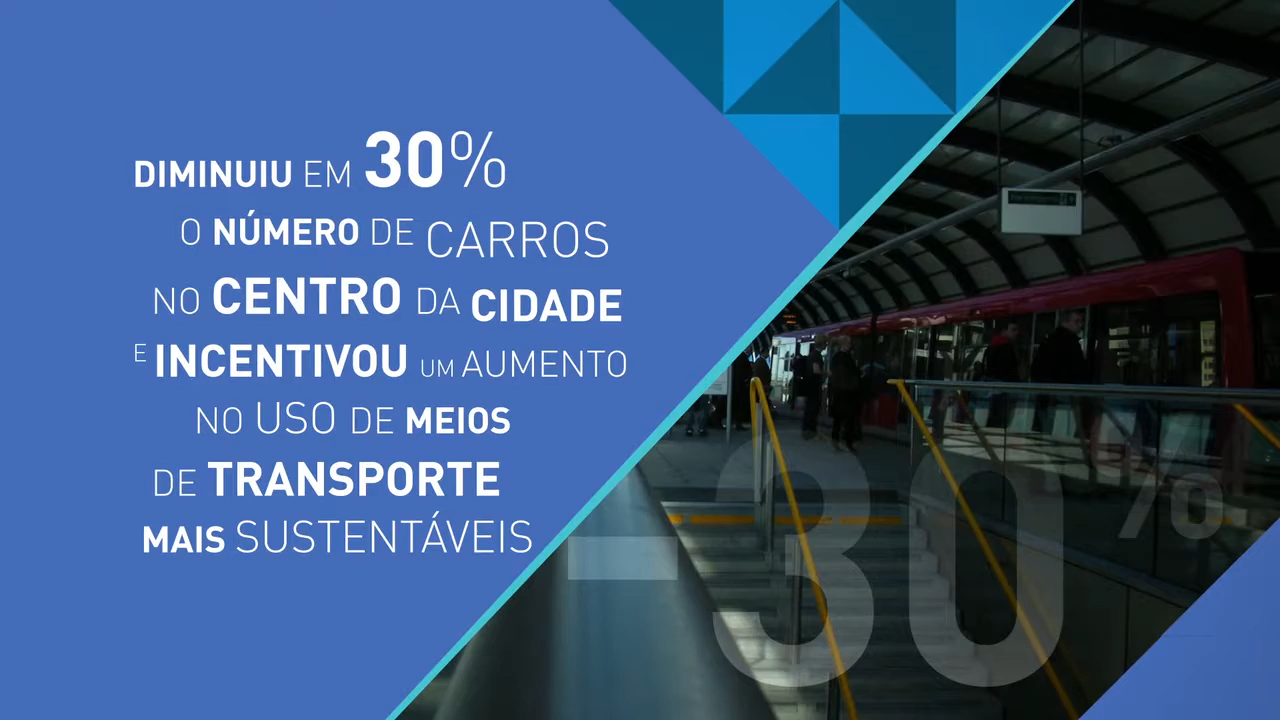 DIMINUIU EM 30%
O NÚMERO DE CARROS
NO CENTRO DA CIDADE
E INCENTIVOU UM AUMENTO
NO USO DE MEIOS
DE TRANSPORTE
MAIS SUSTENTÁVEIS
-30%